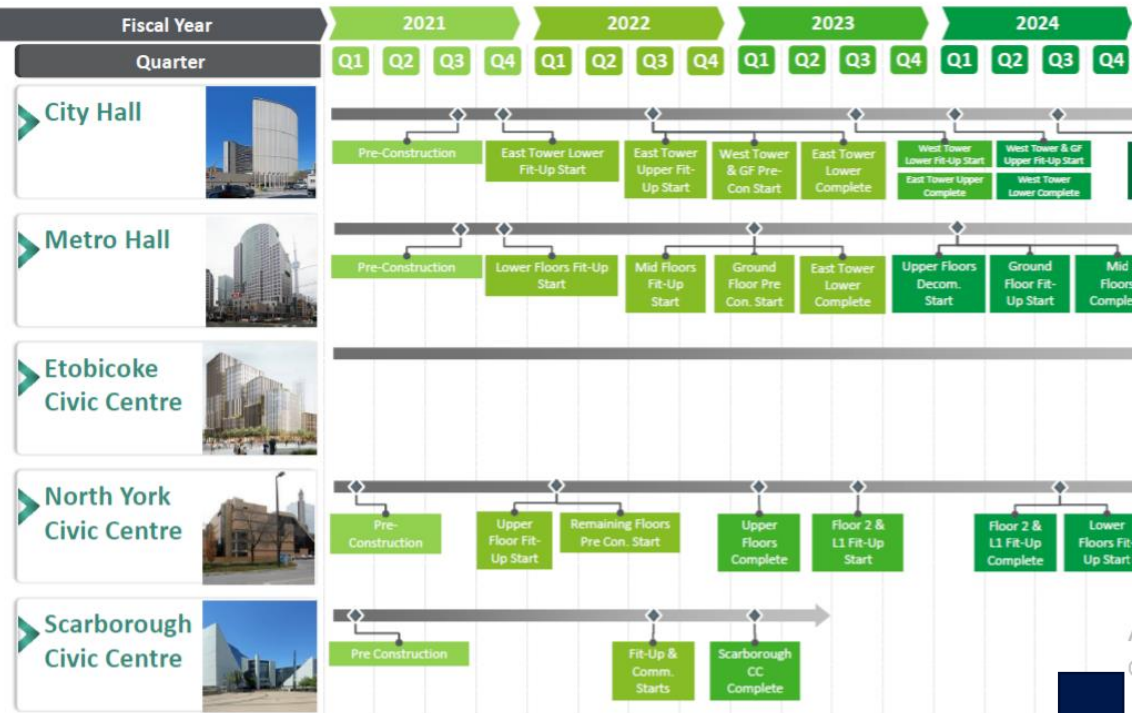 Fiscal Year
2021
2022
2023
2024
Quarter
Q1
Q2
Q3
Q4
Q1
Q2
Q3
Q4
Q1
Q2
Q3
Q4
Q1
Q2
Q3
Q4
City Hall
Pre-Construction
East Tower Lower
Fit-Up Start
East Tower
Upper Fit-
Up Start
West Tower
& GF Pre-
Con Start
East Tower
Lower
Complete
West Tower
Lower Fit-Up Start
East Tower Upper
Complete
West Tower & GF
Upper Fit-Up Start
West Tower
Lower Complete
Metro Hall
Pre-Construction
Lower Floors Fit-Up
Start
Mid Floors
Fit-Up
Start
Ground
Floor Pre
Con. Start
East Tower
Lower
Complete
Upper Floors
Decom.
Start
Ground
Floor Fit-
Up Start
Mid
Floors
Comple
Etobicoke
Civic Centre
North York
Civic Centre
Pre-
Construction
Upper
Floor Fit-
Up Start
Remaining Floors
Pre Con. Start
Upper
Floors
Complete
Floor 2 &
L1 Fit-Up
Start
Floor 2 &
L1 Fit-Up
Complete
Lower
Floors Fit-
Up Start
Scarborough
Civic Centre
Pre Construction
Fit-Up &
Comm.
Starts
Scarborough
CC
Complete